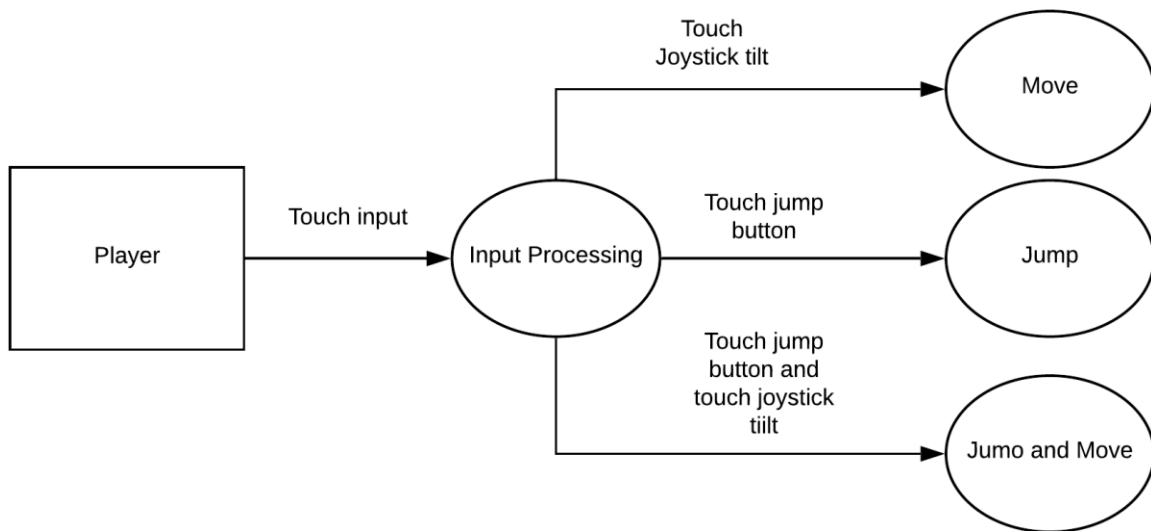 Touch
Joystick tilt
Move
Player
Touch input
Input Processing
Touch jump
button
Jump
Touch jump
button and
touch joystick
tiilt
Jumo and Move